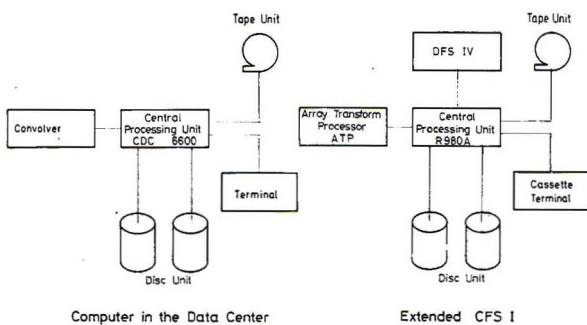 Tape Unit
Convolver
Central
Processing Unit
CDC 6600
Terminal
Disc Unit
Computer in the Data Center
Tape Unit
DFS IV
Array Transform
Processor
ATP
Central
Processing Unit
R980A
Cassette
Terminal
Disc Unit
Extended CFS I